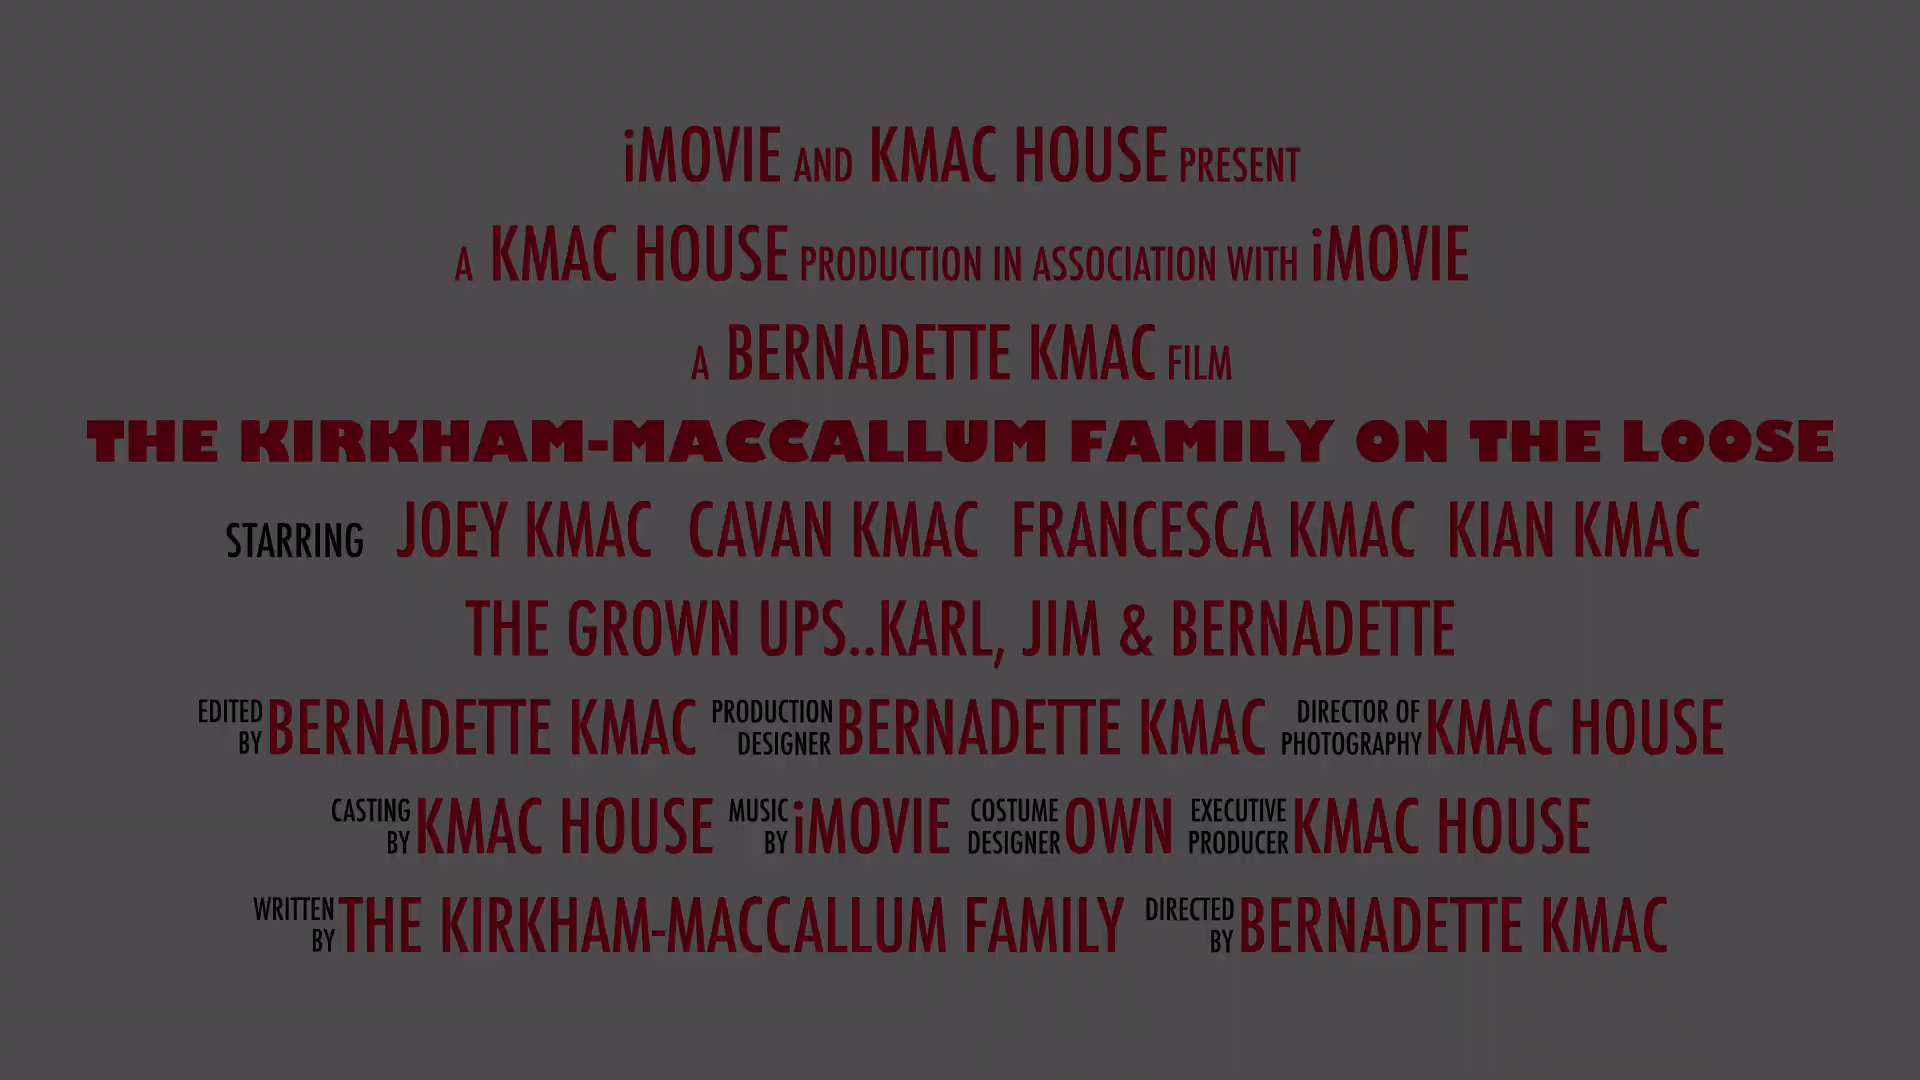 iMOVIE AND KMAC HOUSE PRESENT
A KMAC HOUSE PRODUCTION IN ASSOCIATION WITH iMOVIE
A BERNADETTE KMAC FILM
THE KIRKHAM-MACCALLUM FAMILY ON THE LOOSE
STARRING JOEY KMAC CAVAN KMAC FRANCESCA KMAC KIAN KMAC
THE GROWN UPS..KARL, JIM & BERNADETTE
EDITED BY BERNADETTE KMAC PRODUCTION DESIGNER BERNADETTE KMAC DIRECTOR OF PHOTOGRAPHY KMAC HOUSE
CASTING BY KMAC HOUSE MUSIC BY iMOVIE COSTUME DESIGNER OWN EXECUTIVE PRODUCER KMAC HOUSE
WRITTEN BY THE KIRKHAM-MACCALLUM FAMILY DIRECTED BY BERNADETTE KMAC